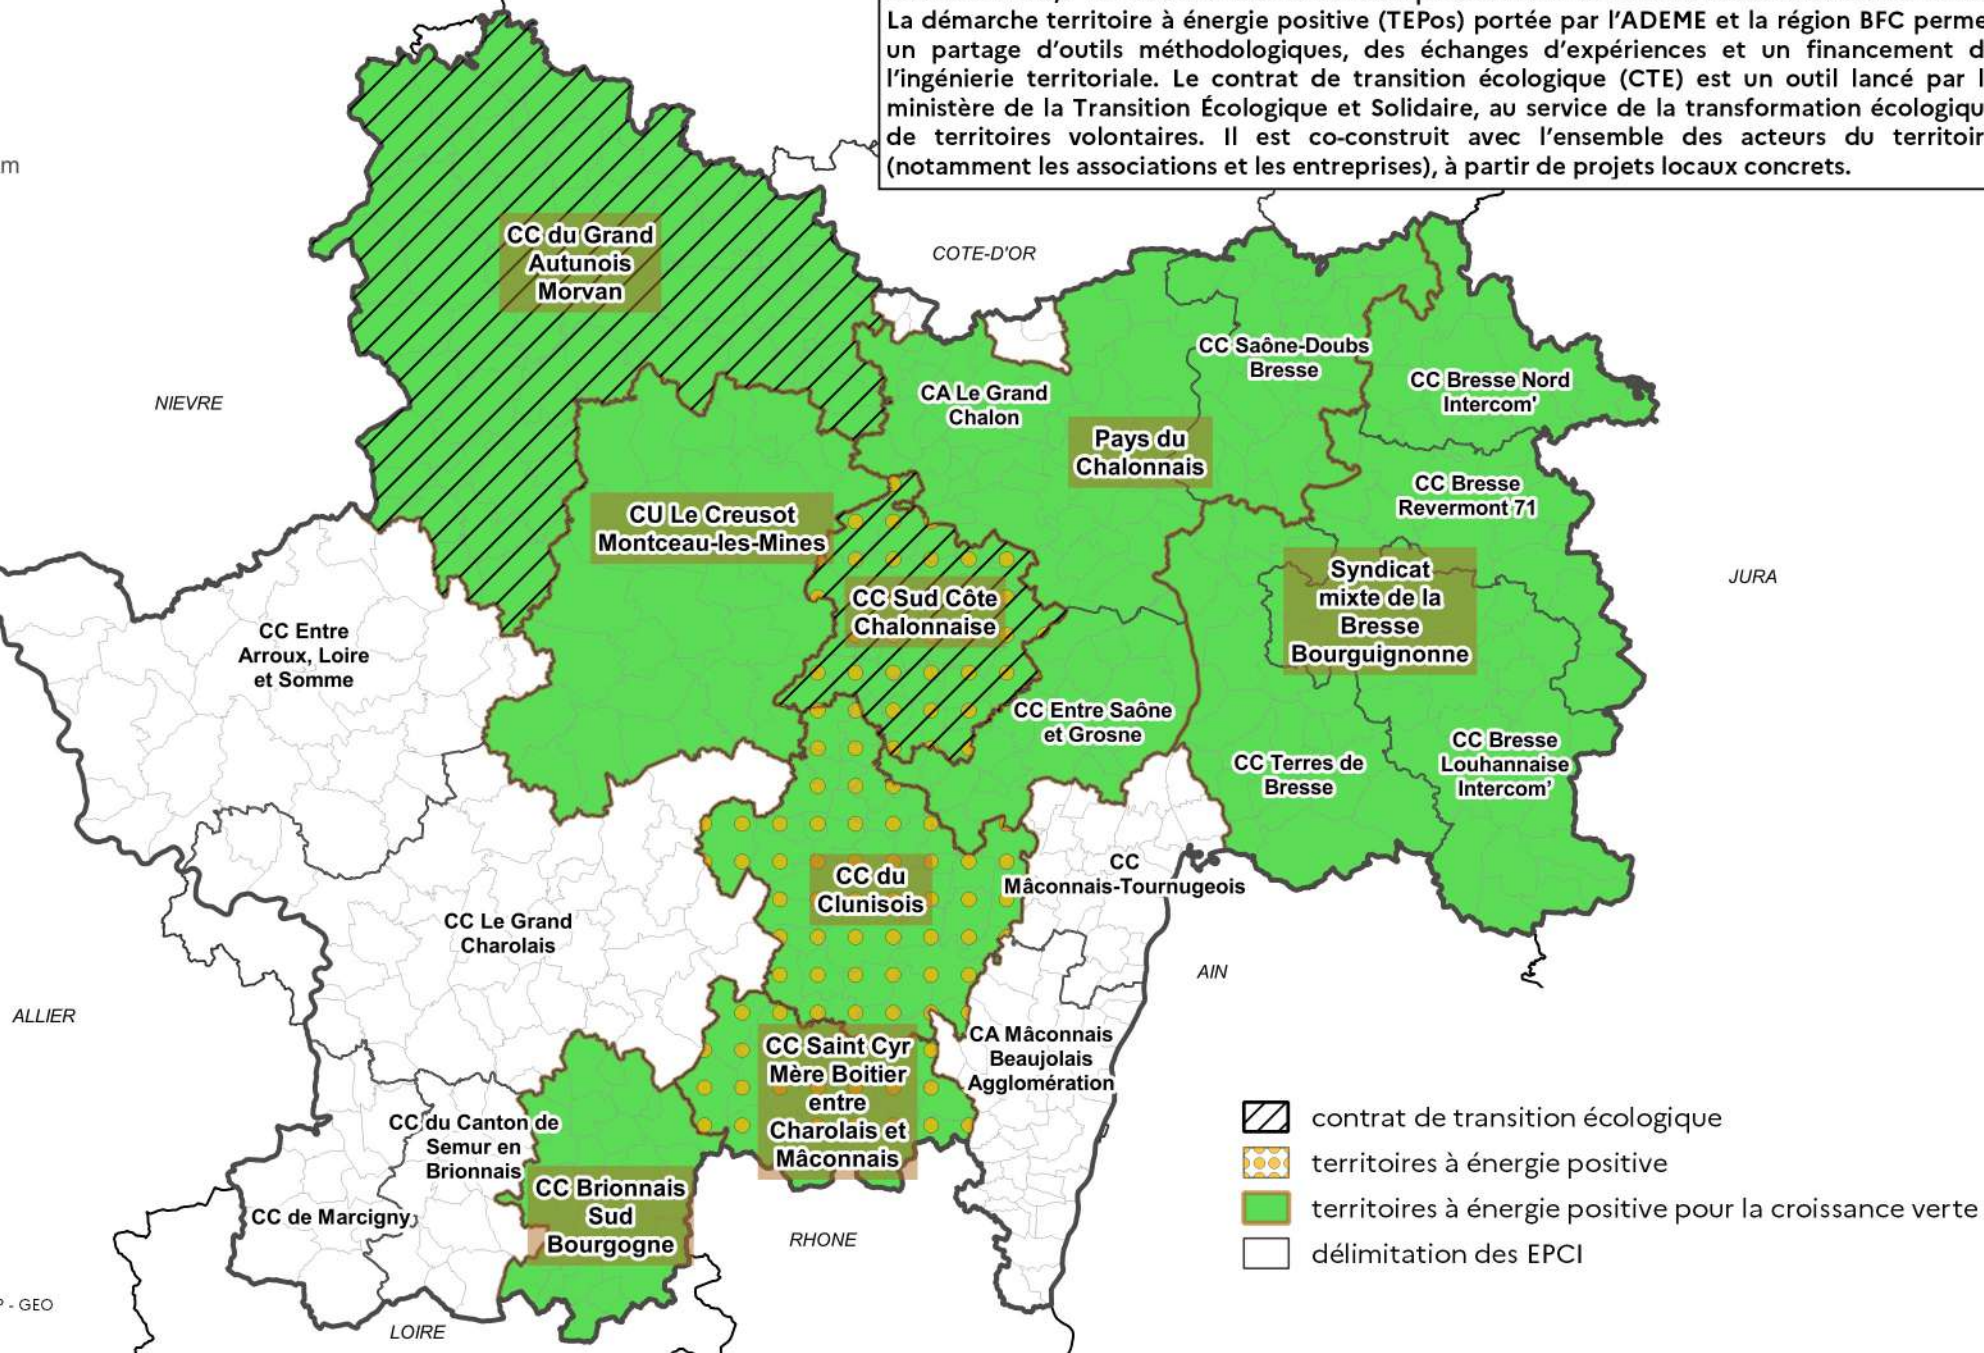 La démarche territoire à énergie positive (TEPos) portée par l'ADEME et la région BFC perme
un partage d'outils méthodologiques, des échanges d'expériences et un financement d
l'ingénierie territoriale. Le contrat de transition écologique (CTE) est un outil lancé par l
ministère de la Transition Écologique et Solidaire, au service de la transformation écologiqu
de territoires volontaires. Il est co-construit avec l'ensemble des acteurs du territoir
(notamment les associations et les entreprises), à partir de projets locaux concrets.
m
CC du Grand
Autunois
Morvan
COTE-D'OR
NIEVRE
CA Le Grand
Chalon
CC Saône-Doubs
Bresse
CC Bresse Nord
Intercom'
Pays du
Chalonnais
CC Bresse
Revermont 71
CU Le Creusot
Montceau-les-Mines
CC Sud Côte
Chalonnaise
Syndicat
mixte de la
Bresse
Bourguignonne
JURA
CC Entre
Arroux, Loire
et Somme
CC Entre Saône
et Grosne
CC Terres de
Bresse
CC Bresse
Louhannaise
Intercom'
CC du
Clunisois
CC
Mâconnais-Tournugeois
CC Le Grand
Charolais
AIN
ALLIER
CC Saint Cyr
Mère Boitier
entre
Charolais et
Mâconnais
CA Mâconnais
Beaujolais
Agglomération
CC du Canton de
Semur en
Brionnais
CC Brionnais
Sud
Bourgogne
CC de Marcigny
RHONE
LOIRE
P - GEO
contrat de transition écologique
territoires à énergie positive
territoires à énergie positive pour la croissance verte
délimitation des EPCI